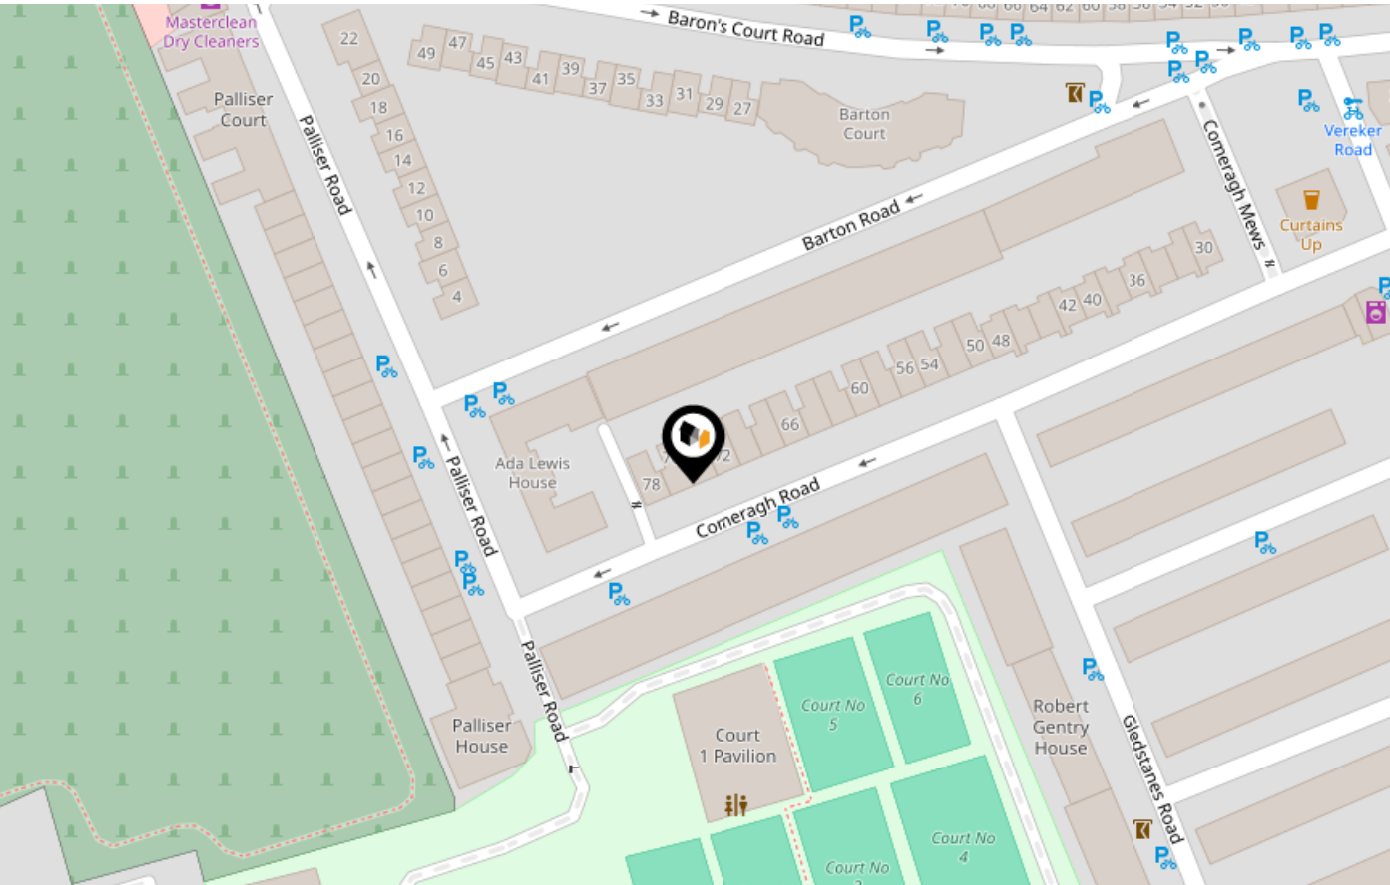 Masterclean
Dry Cleaners
Baron's Court Road
22
49
47
45
43
41
39
37
35
33
31
29
27
20
18
16
14
12
10
8
6
4
Palliser
Court
Barton
Court
Palliser Road
Vereker
Road
Comeragh Mews
Curtains
Up
Barton Road
30
36
40
42
48
50
54
56
60
66
72
78
Ada Lewis
House
Palliser Road
Comeragh Road
Palliser Road
Palliser
House
Court
1 Pavilion
Court No
5
Court No
6
Robert
Gentry
House
Gledstanes Road
Court No
4
Court No